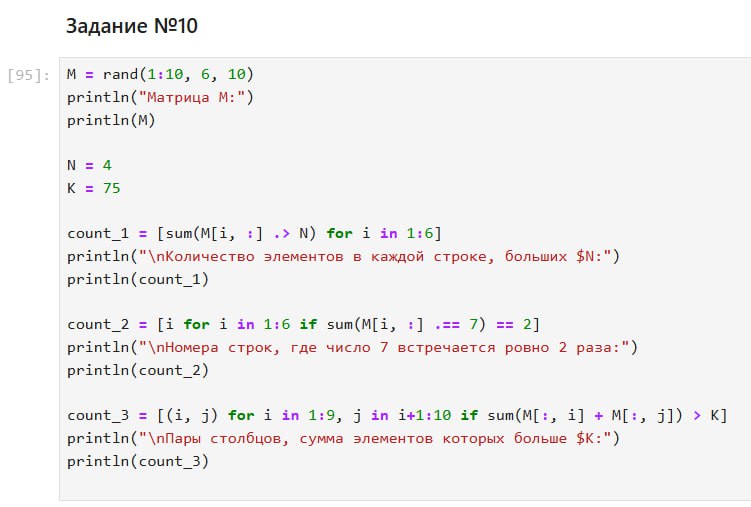 Задание №10
[95]:
M = rand(1:10, 6, 10)
println("Матрица M:")
println(M)
N = 4
K = 75
count_1 = [sum(M[i, :] .> N) for i in 1:6]
println("\nКоличество элементов в каждой строке, больших $N:")
println(count_1)
count_2 = [i for i in 1:6 if sum(M[i, :] .== 7) == 2]
println("\nНомера строк, где число 7 встречается ровно 2 раза:")
println(count_2)
count_3 = [(i, j) for i in 1:9, j in i+1:10 if sum(M[:, i] + M[:, j]) > K]
println("\nПары столбцов, сумма элементов которых больше $K:")
println(count_3)